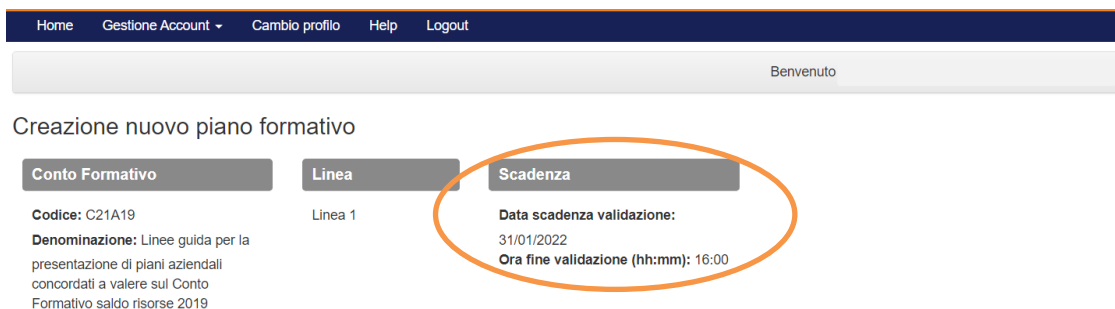 Home Gestione Account Cambio profilo Help Logout
Benvenuto
Creazione nuovo piano formativo
Conto Formativo
Codice: C21A19
Denominazione: Linee guida per la
presentazione di piani aziendali
concordati a valere sul Conto
Formativo saldo risorse 2019
Linea
Linea 1
Scadenza
Data scadenza validazione:
31/01/2022
Ora fine validazione (hh:mm): 16:00